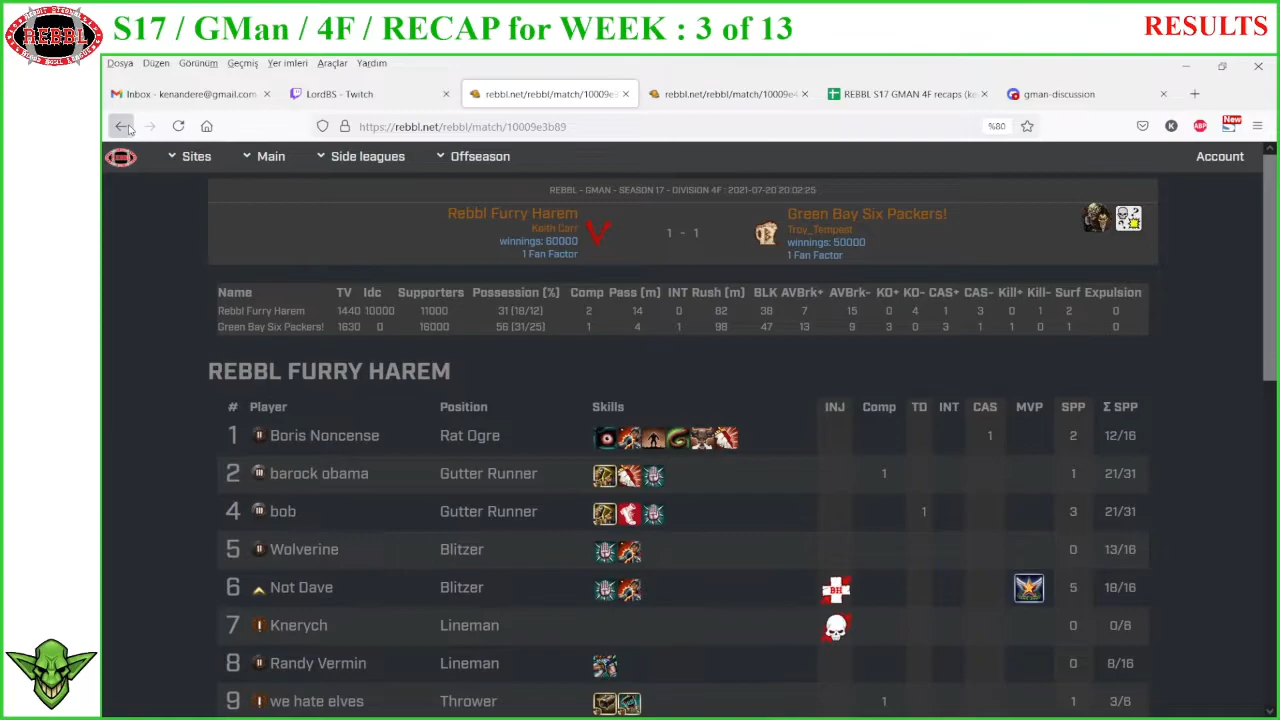 S17 / GMan / 4F / RECAP for WEEK : 3 of 13
RESULTS
REBBL
Dosya Düzen Görünüm Geçmiş Yer imleri Araçlar Yardım
Inbox - kenandere@gmail.com
LordBS - Twitch
rebbl.net/rebbl/match/10009e3
rebbl.net/rebbl/match/10009e4
REBBL S17 GMAN 4F recaps (ke
gman-discussion
https://rebbl.net/rebbl/match/10009e3b89
%80
K
ABP
New
Sites Main Side leagues Offseason Account
REBBL - GMAN - SEASON 17 - DIVISION 4F : 2021-07-20 20:02:25
Rebbl Furry Harem
Keith Carr
winnings: 60000
1 Fan Factor
1 - 1
Green Bay Six Packers!
Troy_Tempest
winnings: 50000
1 Fan Factor
Name TV Idc Supporters Possession (%) Comp Pass (m) INT Rush (m) BLK AVBrk+ AVBrk- KO+ KO- CAS+ CAS- Kill+ Kill- Surf Expulsion
Rebbl Furry Harem 1440 10000 11000 31 (18/12) 2 14 0 82 38 7 15 0 4 1 3 0 1 2 0
Green Bay Six Packers! 1630 0 16000 56 (31/25) 1 4 1 98 47 13 9 3 0 3 1 1 0 1 0
REBBL FURRY HAREM
# Player Position Skills INJ Comp TD INT CAS MVP SPP Σ SPP
1 Boris Noncense Rat Ogre 1 2 12/16
2 barock obama Gutter Runner 1 1 21/31
4 bob Gutter Runner 1 3 21/31
5 Wolverine Blitzer 0 13/16
6 Not Dave Blitzer BH 5 18/16
7 Knerych Lineman 0 0/6
8 Randy Vermin Lineman 0 8/16
9 we hate elves Thrower 1 1 3/6